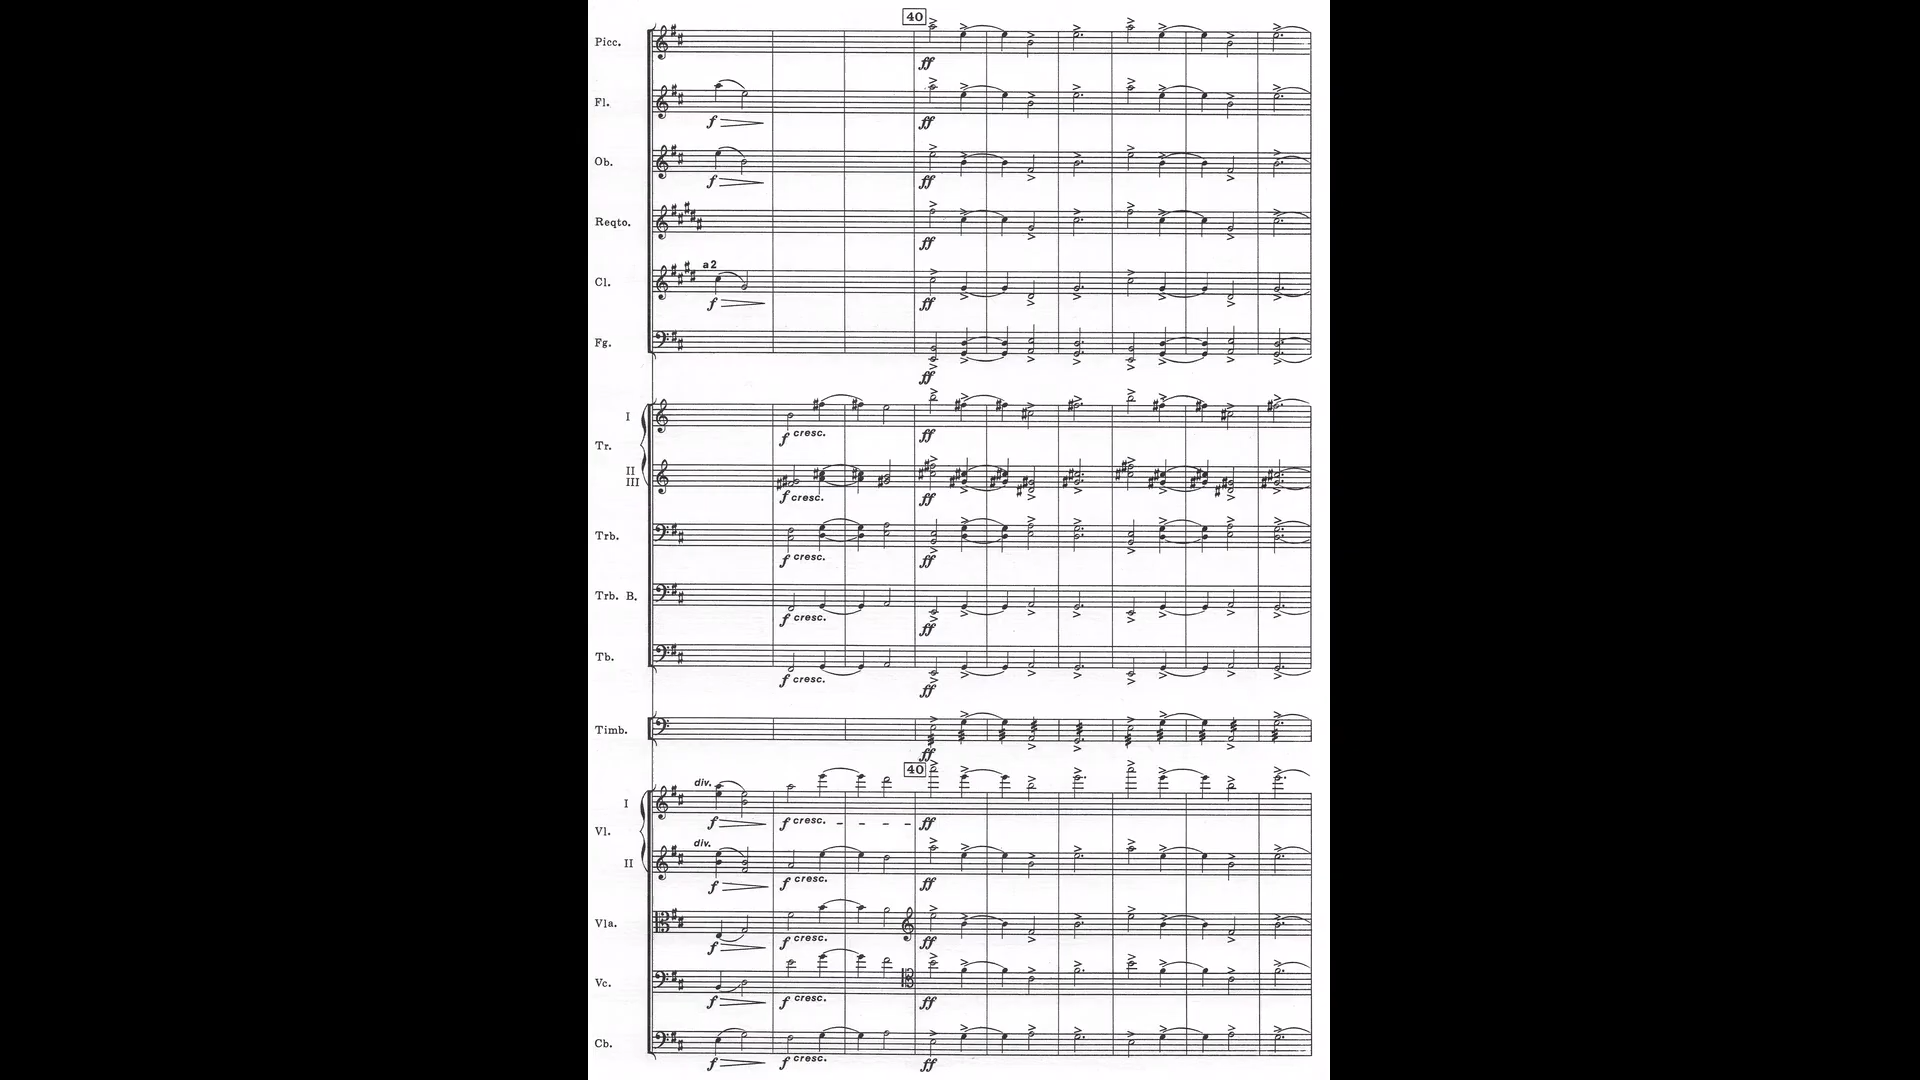 40
Picc.
ff
Fl.
f ff
Ob.
f ff
Reqto.
ff
a2
Cl.
f ff
Fg.
ff
I
f cresc. ff
Tr.
II
III
f cresc. ff
Trb.
f cresc. ff
Trb. B.
f cresc. ff
Tb.
f cresc. ff
Timb.
ff
40
div.
I
f f cresc. ff
Vl.
div.
II
f f cresc. ff
Vla.
f f cresc. ff
Vc.
f f cresc. ff
Cb.
f f cresc. ff